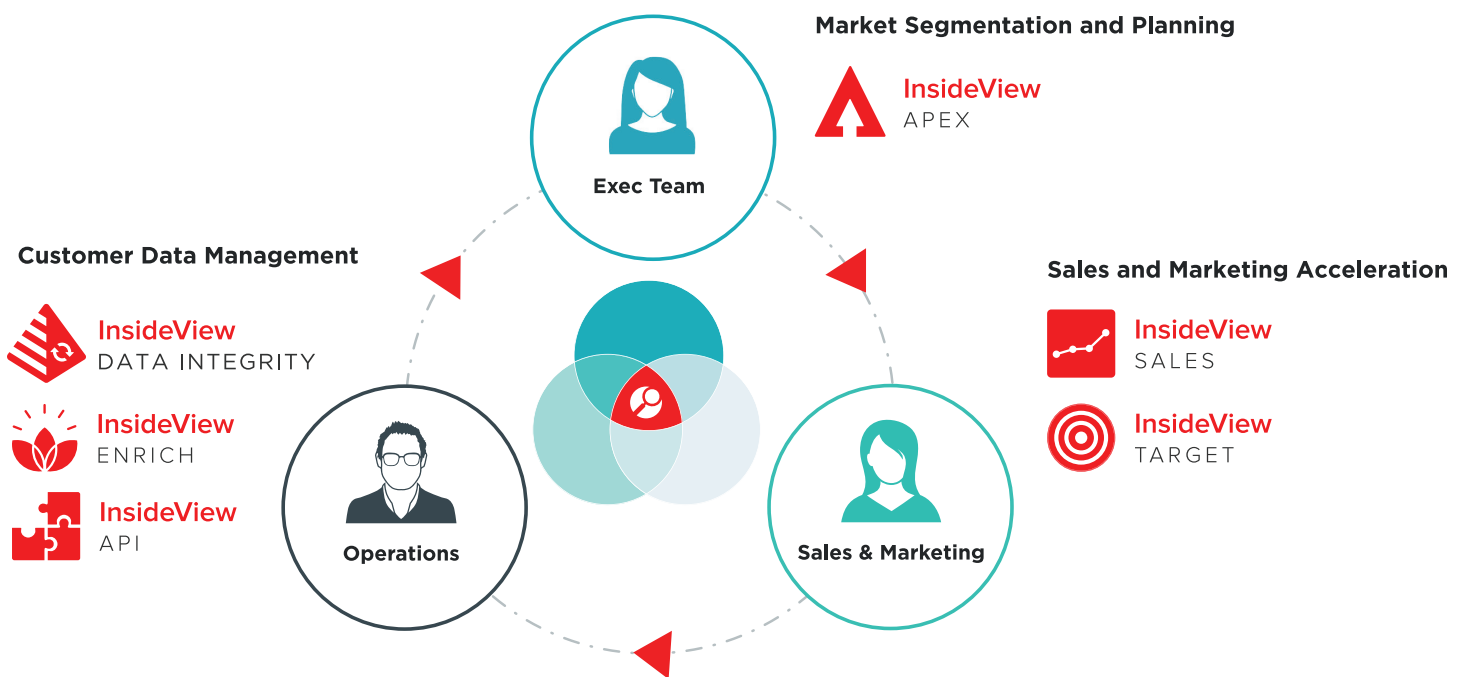 Market Segmentation and Planning
InsideView
APEX
Exec Team
Customer Data Management
InsideView
DATA INTEGRITY
InsideView
ENRICH
InsideView
API
Sales and Marketing Acceleration
InsideView
SALES
InsideView
TARGET
Operations
Sales & Marketing